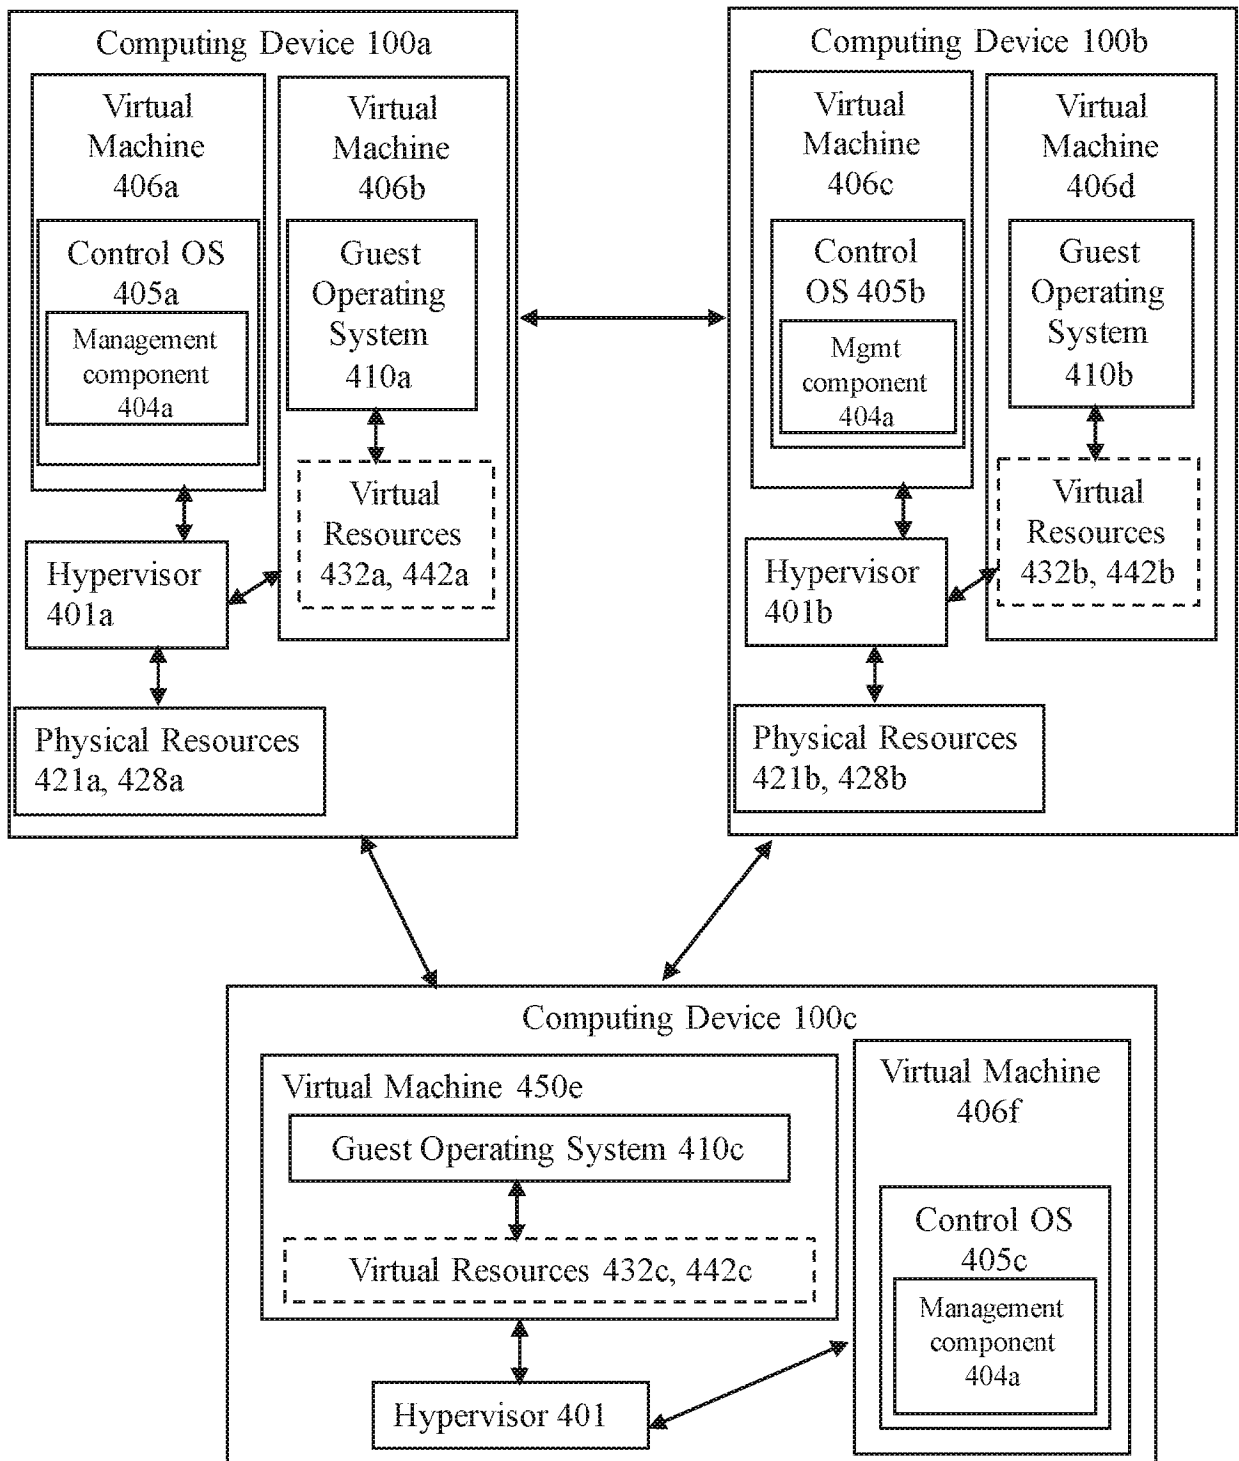 Computing Device 100a
Virtual
Machine
406a
Control OS
405a
Management
component
404a
Virtual
Machine
406b
Guest
Operating
System
410a
Virtual
Resources
432a, 442a
Hypervisor
401a
Physical Resources
421a, 428a
Computing Device 100b
Virtual
Machine
406c
Control
OS 405b
Mgmt
component
404a
Virtual
Machine
406d
Guest
Operating
System
410b
Virtual
Resources
432b, 442b
Hypervisor
401b
Physical Resources
421b, 428b
Computing Device 100c
Virtual Machine 450e
Guest Operating System 410c
Virtual Resources 432c, 442c
Hypervisor 401
Virtual Machine
406f
Control OS
405c
Management
component
404a